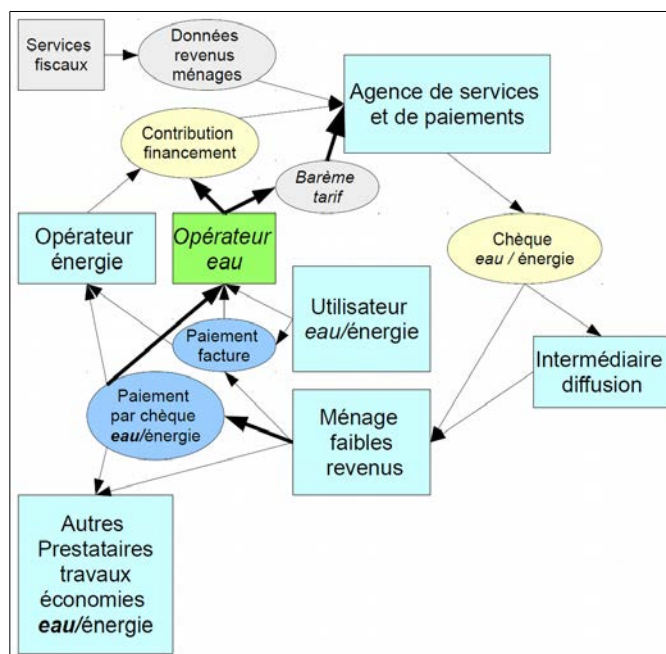 Services
fiscaux
Données
revenus
ménages
Agence de services
et de paiements
Contribution
financement
Barème
tarif
Opérateur
énergie
Opérateur
eau
Chèque
eau / énergie
Utilisateur
eau/énergie
Paiement
facture
Intermédiaire
diffusion
Paiement
par chèque
eau/énergie
Ménage
faibles
revenus
Autres
Prestataires
travaux
économies
eau/énergie